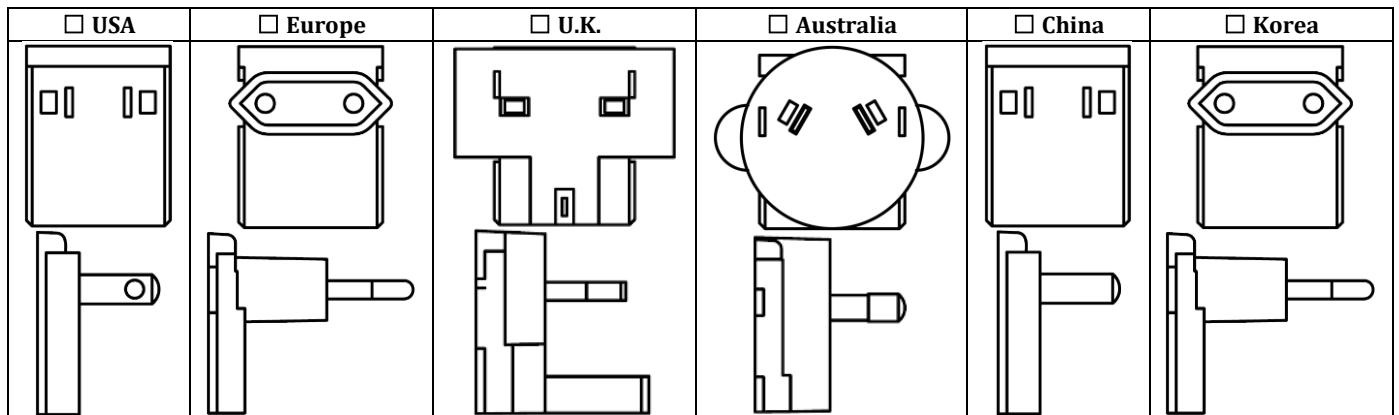 ☐ USA ☐ Europe ☐ U.K. ☐ Australia ☐ China ☐ Korea